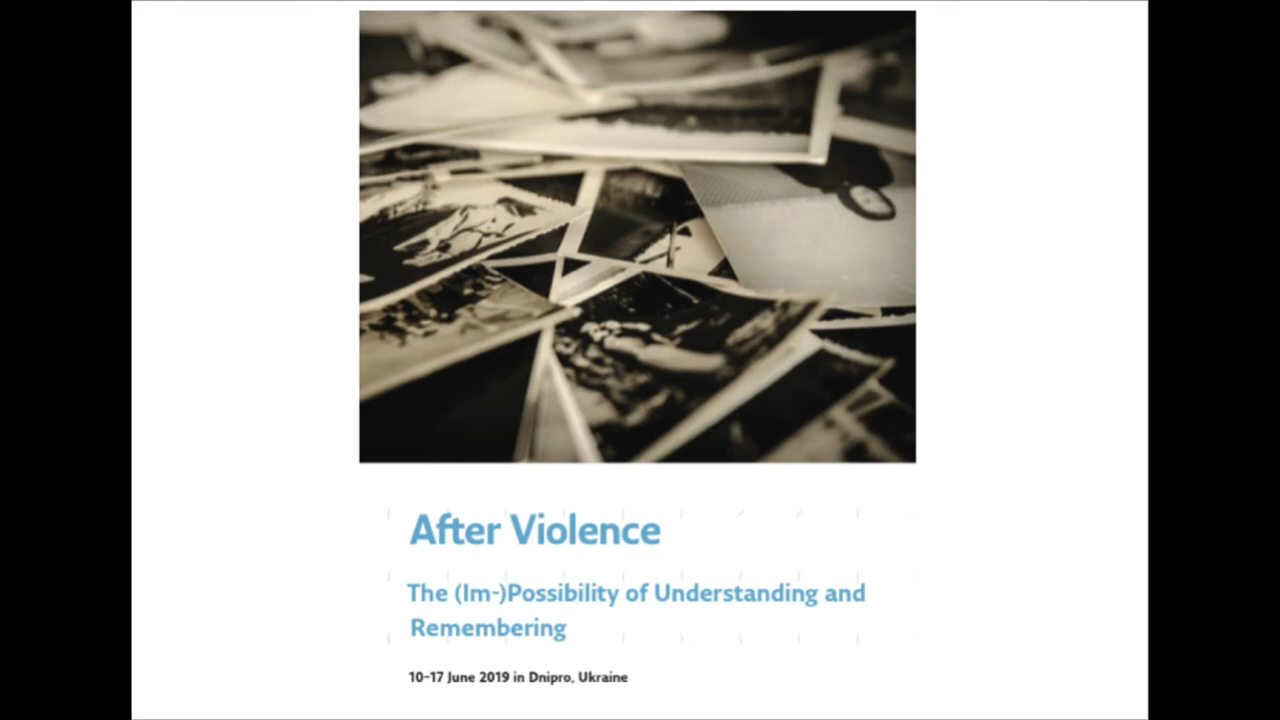 After Violence
The (Im-)Possibility of Understanding and
Remembering
10-17 June 2019 in Dnipro, Ukraine